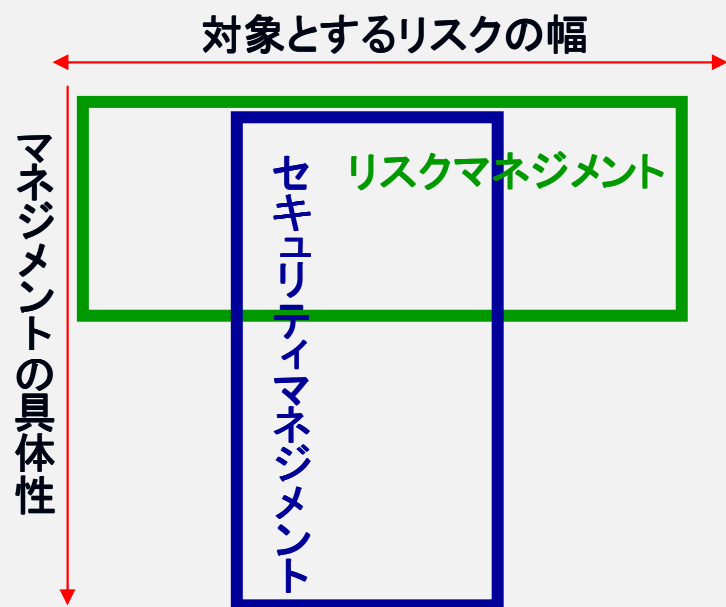 対象とするリスクの幅
マネジメントの具体性
リスクマネジメント
セキュリティマネジメント